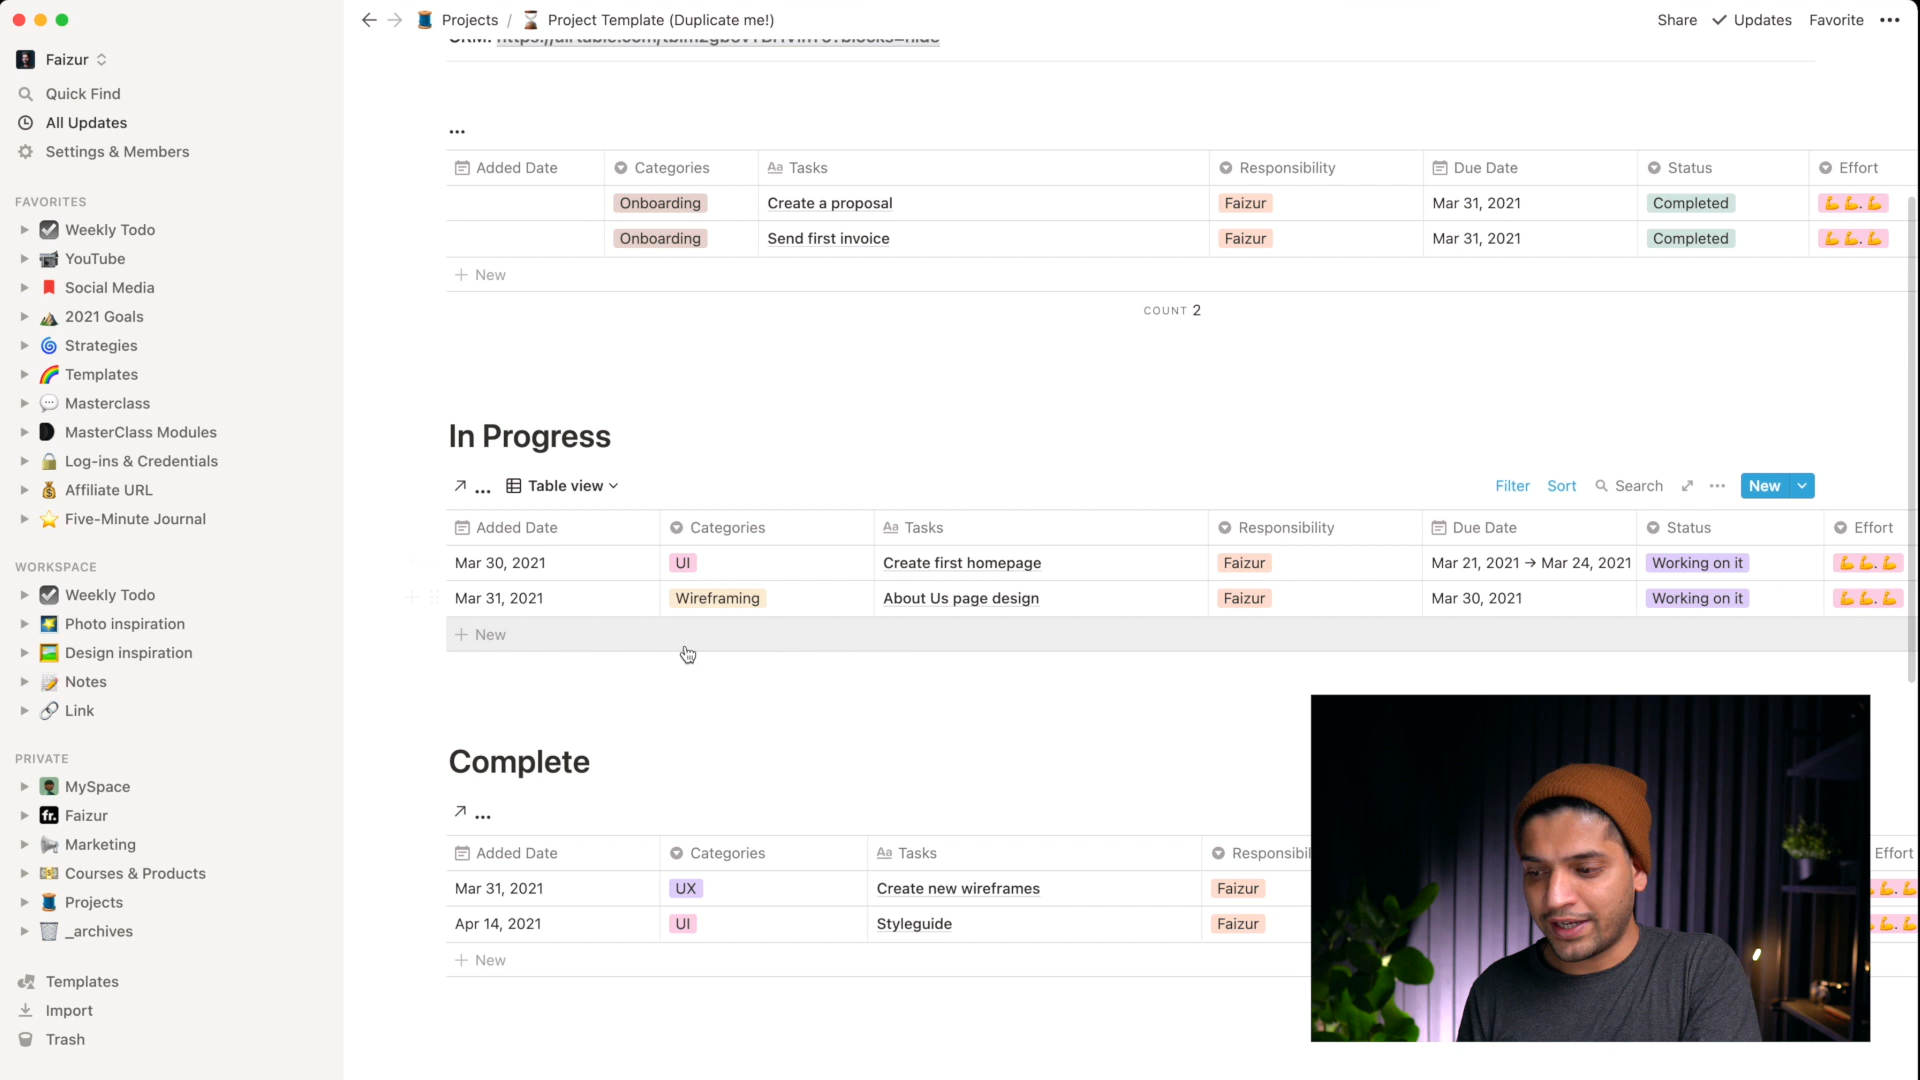 Projects / Project Template (Duplicate me!)
Share Updates Favorite
Faizur
Quick Find
All Updates
Settings & Members
FAVORITES
Weekly Todo
YouTube
Social Media
2021 Goals
Strategies
Templates
Masterclass
MasterClass Modules
Log-ins & Credentials
Affiliate URL
Five-Minute Journal
WORKSPACE
Weekly Todo
Photo inspiration
Design inspiration
Notes
Link
PRIVATE
MySpace
fr. Faizur
Marketing
Courses & Products
Projects
_archives
Templates
Import
Trash
...
Added Date Categories Aa Tasks Responsibility Due Date Status Effort
Onboarding Create a proposal Faizur Mar 31, 2021 Completed
Onboarding Send first invoice Faizur Mar 31, 2021 Completed
+ New
COUNT 2
In Progress
... Table view Filter Sort Search New
Added Date Categories Aa Tasks Responsibility Due Date Status Effort
Mar 30, 2021 UI Create first homepage Faizur Mar 21, 2021 → Mar 24, 2021 Working on it
Mar 31, 2021 Wireframing About Us page design Faizur Mar 30, 2021 Working on it
+ New
Complete
...
Added Date Categories Aa Tasks Responsibil Effort
Mar 31, 2021 UX Create new wireframes Faizur
Apr 14, 2021 UI Styleguide Faizur
+ New